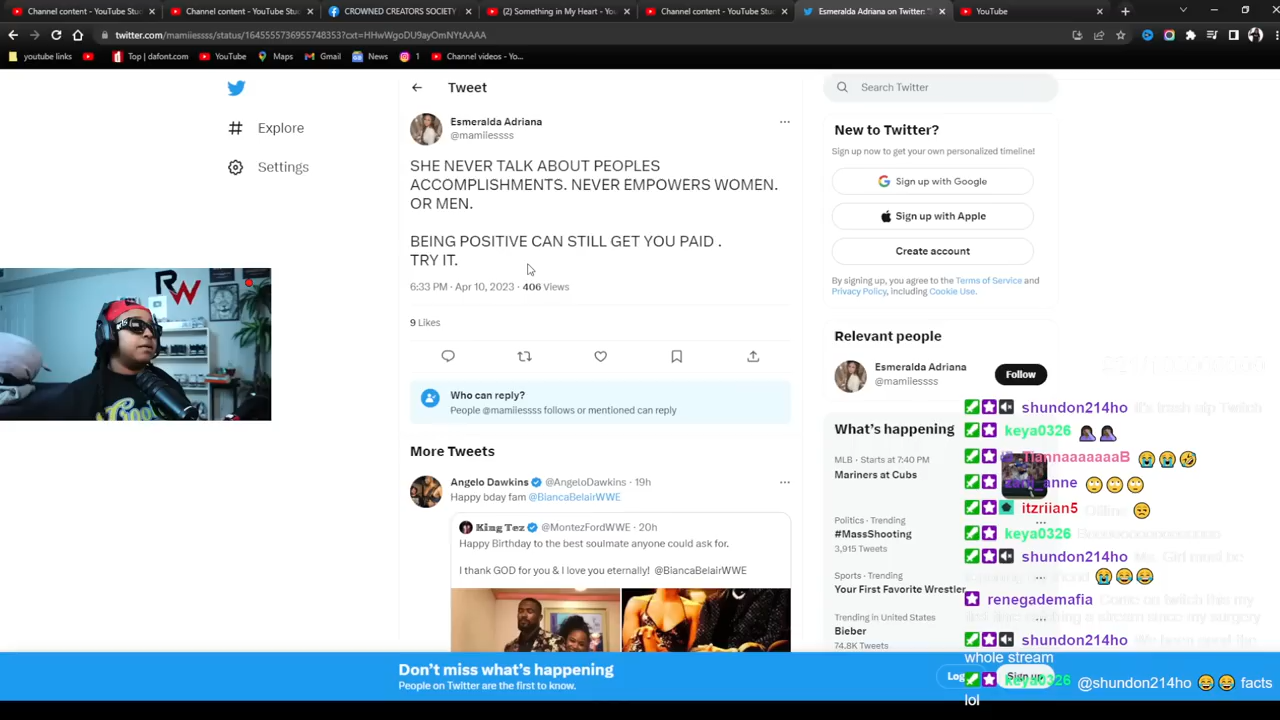 Channel content - YouTube Stu
Channel content - YouTube Stu
CROWNED CREATORS SOCIETY
(2) Something in My Heart - You
Channel content - YouTube Stu
Esmeralda Adriana on Twitter: "
YouTube
twitter.com/mamiiessss/status/1645555736955748353?cxt=HHwWgoDU9ayOmNYtAAAA
youtube links
Top | dafont.com
YouTube
Maps
Gmail
News
1
Channel videos - Yo...
Explore
Settings
Tweet
Esmeralda Adriana
@mamiiessss
SHE NEVER TALK ABOUT PEOPLES
ACCOMPLISHMENTS. NEVER EMPOWERS WOMEN.
OR MEN.
BEING POSITIVE CAN STILL GET YOU PAID .
TRY IT.
6:33 PM · Apr 10, 2023 · 406 Views
9 Likes
Who can reply?
People @mamiiessss follows or mentioned can reply
More Tweets
Angelo Dawkins @AngeloDawkins · 19h
Happy bday fam @BiancaBelairWWE
King Tez @MontezFordWWE · 20h
Happy Birthday to the best soulmate anyone could ask for.
I thank GOD for you & I love you eternally! @BiancaBelairWWE
Search Twitter
New to Twitter?
Sign up now to get your own personalized timeline!
Sign up with Google
Sign up with Apple
Create account
By signing up, you agree to the Terms of Service and
Privacy Policy, including Cookie Use.
Relevant people
Esmeralda Adriana
@mamiiessss
Follow
What's happening
MLB · Starts at 7:40 PM
Mariners at Cubs
Politics · Trending
#MassShooting
3,915 Tweets
Sports · Trending
Your First Favorite Wrestler
Trending in United States
Bieber
74.8K Tweets
RW
shundon214ho
keya0326
TiannaaaaaaaB
_anne
itzriian5
keya0326
shundon214ho
renegademafia
shundon214ho
whole stream
keya0326 @shundon214ho facts
lol
Don't miss what's happening
People on Twitter are the first to know.
Log
Sign up